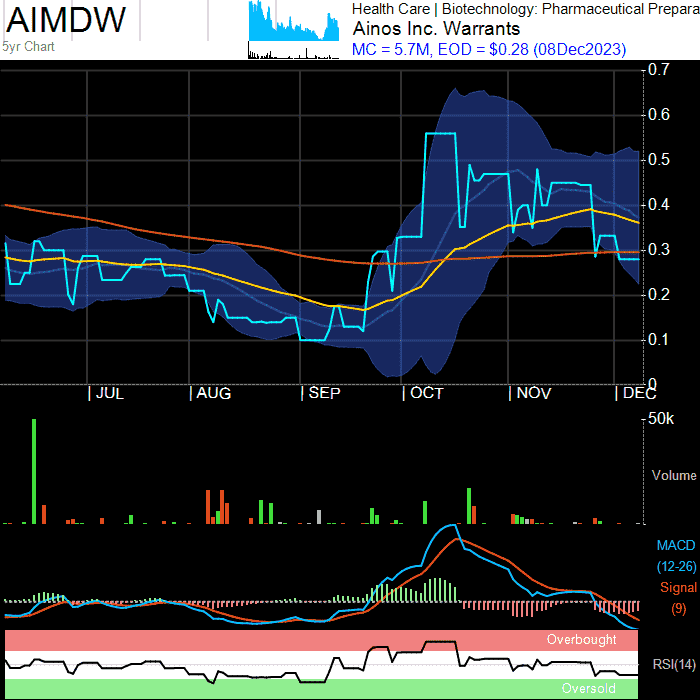 AIMDW
5yr Chart
Health Care | Biotechnology: Pharmaceutical Prepara
Ainos Inc. Warrants
MC = 5.7M, EOD = $0.28 (08Dec2023)
0.7
0.6
0.5
0.4
0.3
0.2
0.1
0
JUL AUG SEP OCT NOV DEC
50k
Volume
MACD
(12-26)
Signal
(9)
Overbought
RSI(14)
Oversold